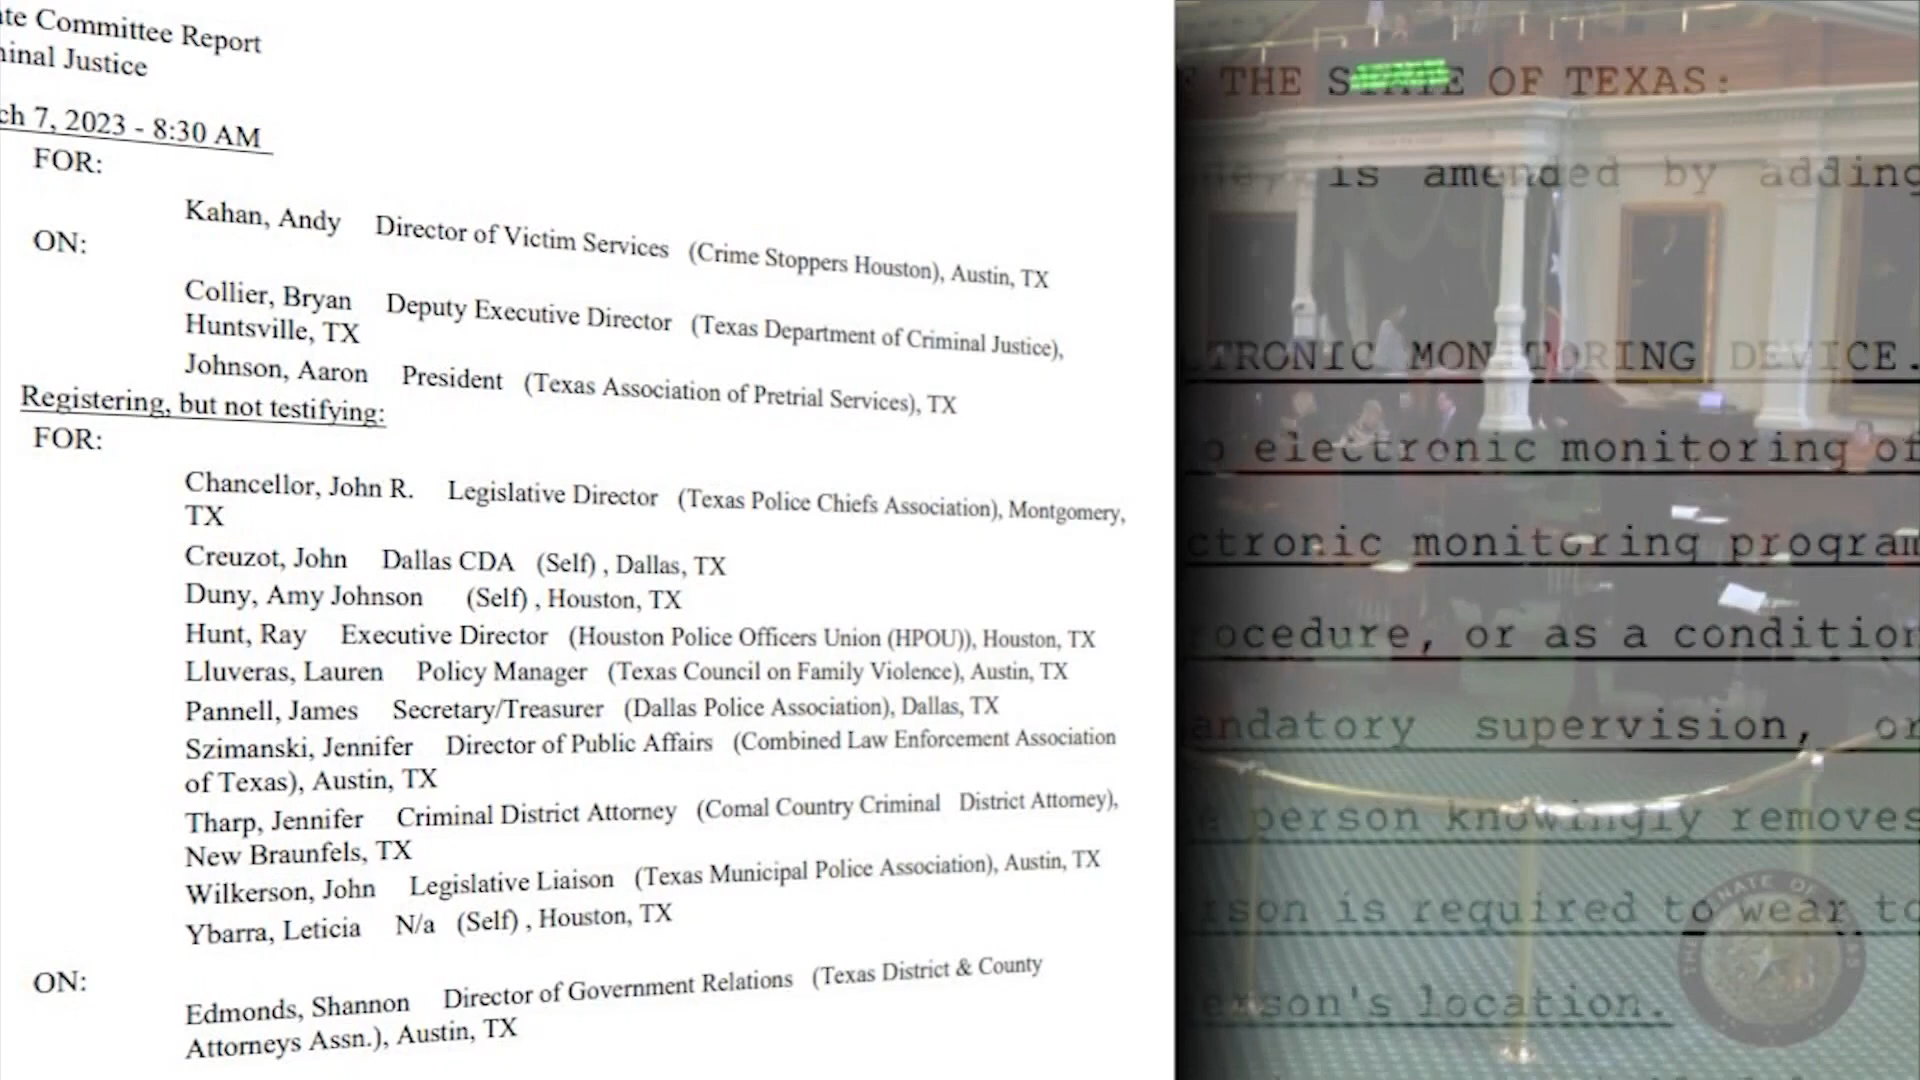 te Committee Report
inal Justice
ch 7, 2023 - 8:30 AM
FOR:
Kahan, Andy Director of Victim Services (Crime Stoppers Houston), Austin, TX
ON:
Collier, Bryan Deputy Executive Director (Texas Department of Criminal Justice),
Huntsville, TX
Johnson, Aaron President (Texas Association of Pretrial Services), TX
Registering, but not testifying:
FOR:
Chancellor, John R. Legislative Director (Texas Police Chiefs Association), Montgomery,
TX
Creuzot, John Dallas CDA (Self) , Dallas, TX
Duny, Amy Johnson (Self) , Houston, TX
Hunt, Ray Executive Director (Houston Police Officers Union (HPOU)), Houston, TX
Lluveras, Lauren Policy Manager (Texas Council on Family Violence), Austin, TX
Pannell, James Secretary/Treasurer (Dallas Police Association), Dallas, TX
Szimanski, Jennifer Director of Public Affairs (Combined Law Enforcement Association
of Texas), Austin, TX
Tharp, Jennifer Criminal District Attorney (Comal Country Criminal District Attorney),
New Braunfels, TX
Wilkerson, John Legislative Liaison (Texas Municipal Police Association), Austin, TX
Ybarra, Leticia N/a (Self) , Houston, TX
ON:
Edmonds, Shannon Director of Government Relations (Texas District & County
Attorneys Assn.), Austin, TX
THE STATE OF TEXAS:
is amended by adding
TRONIC MONITORING DEVICE.
electronic monitoring of
ctronic monitoring program
ocedure, or as a condition
andatory supervision, or
person knowingly removes
rson is required to wear to
erson's location.